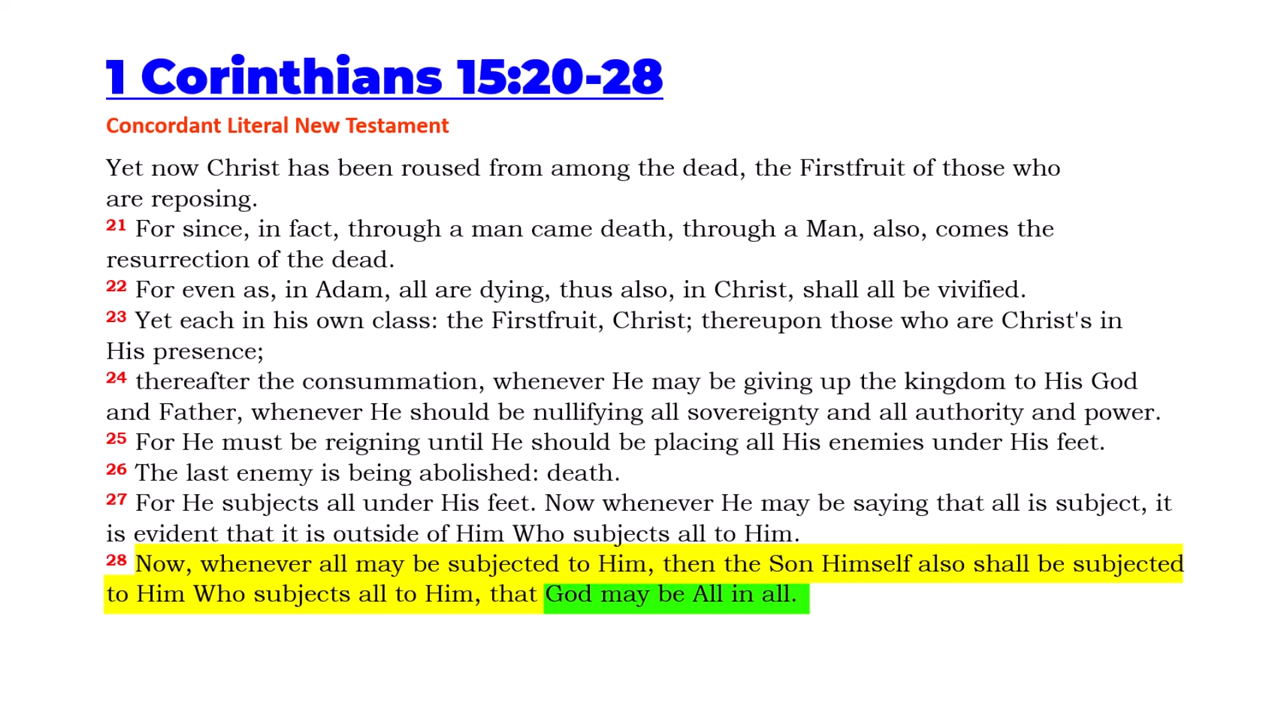 1 Corinthians 15:20-28
Concordant Literal New Testament
Yet now Christ has been roused from among the dead, the Firstfruit of those who
are reposing.
21 For since, in fact, through a man came death, through a Man, also, comes the
resurrection of the dead.
22 For even as, in Adam, all are dying, thus also, in Christ, shall all be vivified.
23 Yet each in his own class: the Firstfruit, Christ; thereupon those who are Christ's in
His presence;
24 thereafter the consummation, whenever He may be giving up the kingdom to His God
and Father, whenever He should be nullifying all sovereignty and all authority and power.
25 For He must be reigning until He should be placing all His enemies under His feet.
26 The last enemy is being abolished: death.
27 For He subjects all under His feet. Now whenever He may be saying that all is subject, it
is evident that it is outside of Him Who subjects all to Him.
28 Now, whenever all may be subjected to Him, then the Son Himself also shall be subjected
to Him Who subjects all to Him, that God may be All in all.